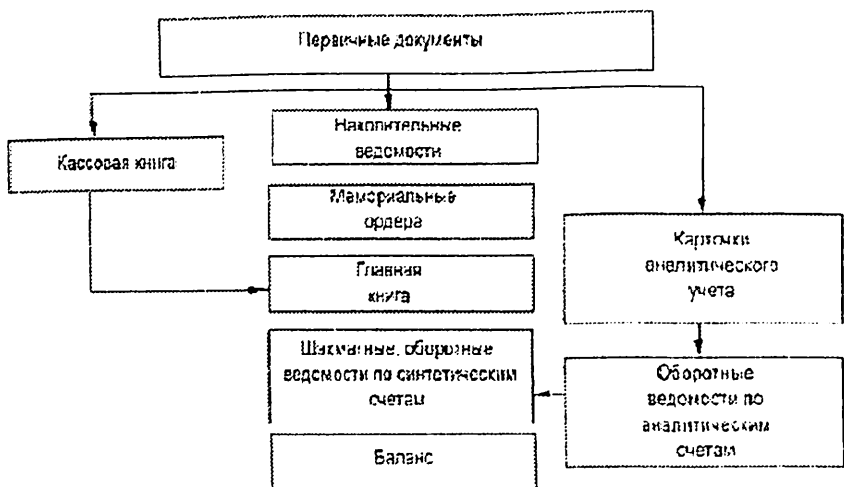 Первичные документы
Накопительные
ведомости
Кассовая книга
Мемориальные
ордера
Карточки
аналитического
учета
Главная
книга
Шахматные, оборотные
ведомости по синтетическим
счетам
Оборотные
ведомости по
аналитическим
счетам
Баланс